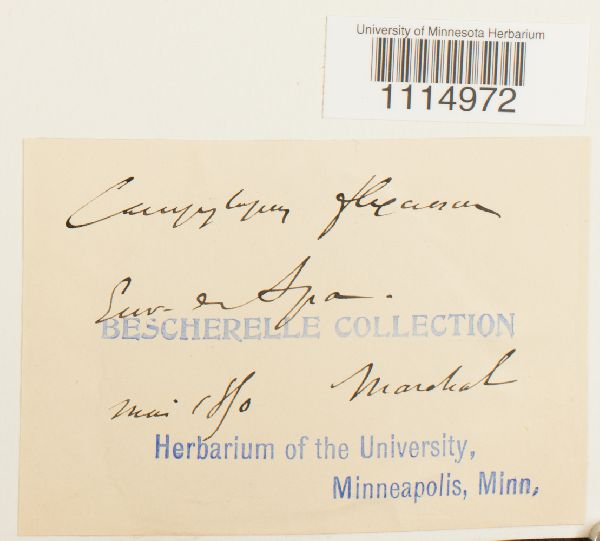 University of Minnesota Herbarium
1114972
Campylopus flexuosus
Env. de Spa.
BESCHERELLE COLLECTION
mai 1850 Marchal
Herbarium of the University,
Minneapolis, Minn,